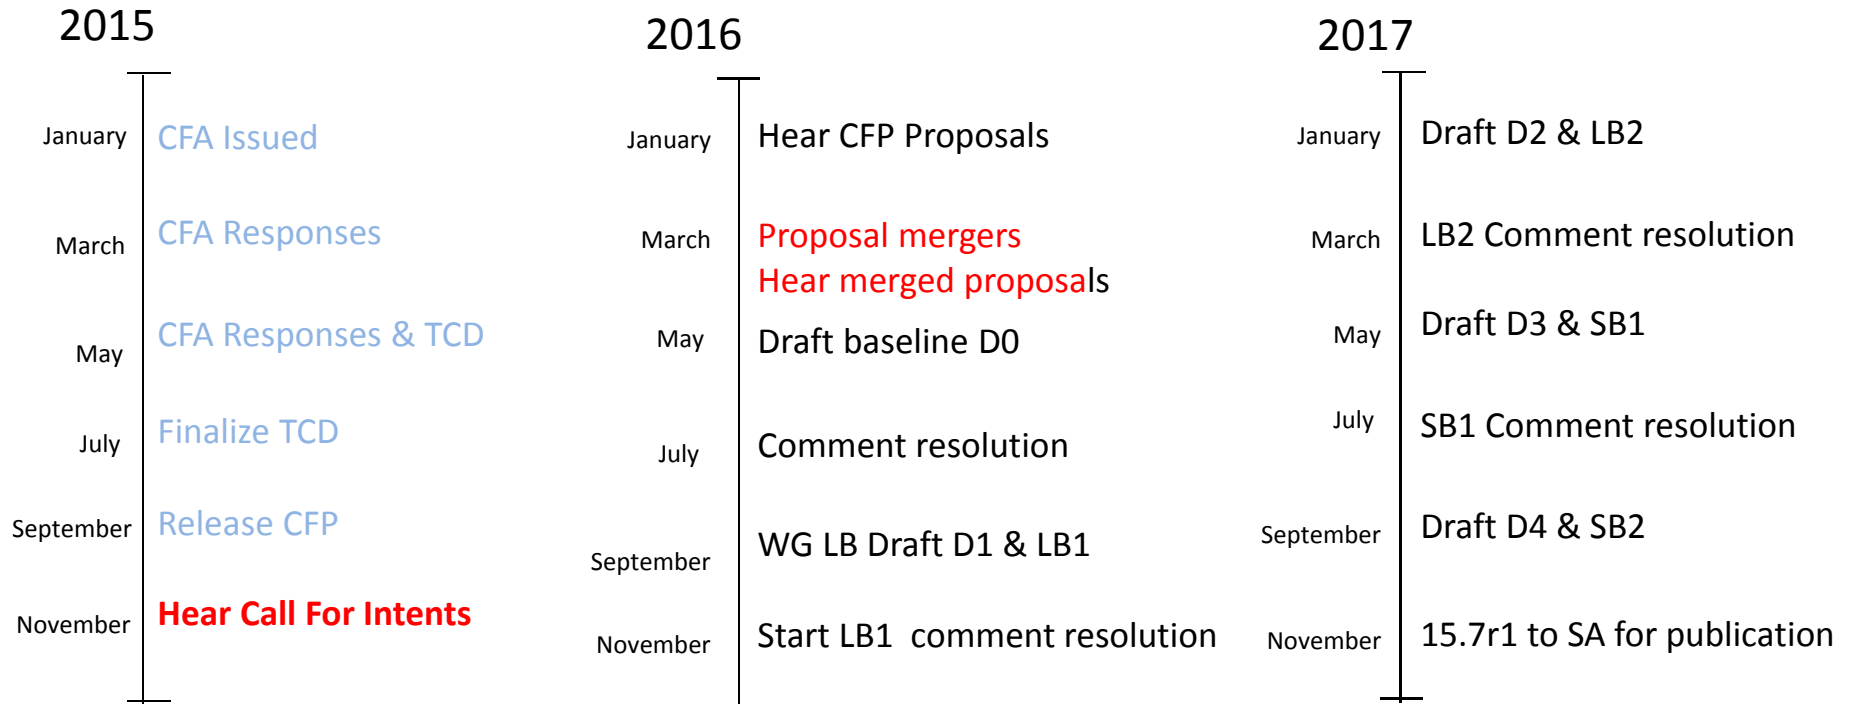 2015
January CFA Issued
March CFA Responses
May CFA Responses & TCD
July Finalize TCD
September Release CFP
November Hear Call For Intents
2016
January Hear CFP Proposals
March Proposal mergers
Hear merged proposals
May Draft baseline D0
July Comment resolution
September WG LB Draft D1 & LB1
November Start LB1 comment resolution
2017
January Draft D2 & LB2
March LB2 Comment resolution
May Draft D3 & SB1
July SB1 Comment resolution
September Draft D4 & SB2
November 15.7r1 to SA for publication